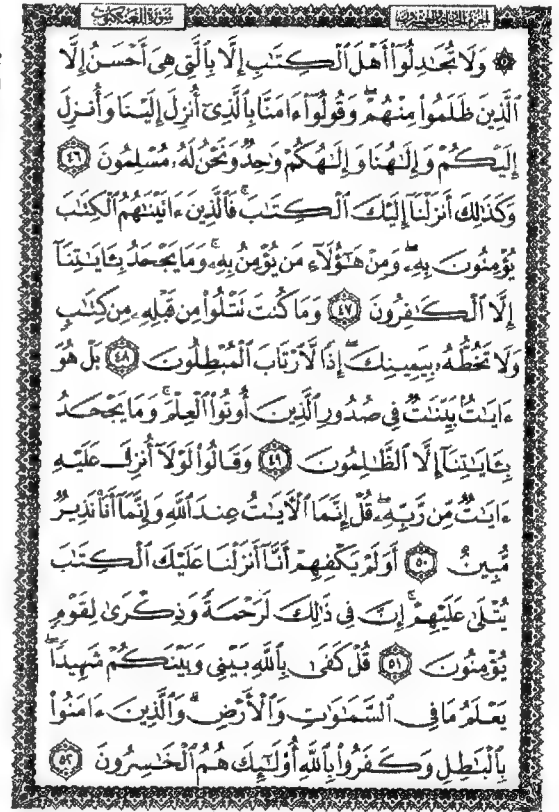 الجزء الحادي والعشرون
سورة العنكبوت
۞ وَلَا تُجَٰدِلُوٓا۟ أَهْلَ ٱلْكِتَٰبِ إِلَّا بِٱلَّتِى هِىَ أَحْسَنُ إِلَّا
ٱلَّذِينَ ظَلَمُوا۟ مِنْهُمْ ۖ وَقُولُوٓا۟ ءَامَنَّا بِٱلَّذِىٓ أُنزِلَ إِلَيْنَا وَأُنزِلَ
إِلَيْكُمْ وَإِلَٰهُنَا وَإِلَٰهُكُمْ وَٰحِدٌ وَنَحْنُ لَهُۥ مُسْلِمُونَ ٤٦
وَكَذَٰلِكَ أَنزَلْنَآ إِلَيْكَ ٱلْكِتَٰبَ ۚ فَٱلَّذِينَ ءَاتَيْنَٰهُمُ ٱلْكِتَٰبَ
يُؤْمِنُونَ بِهِۦ ۖ وَمِنْ هَٰٓؤُلَآءِ مَن يُؤْمِنُ بِهِۦ ۚ وَمَا يَجْحَدُ بِـَٔايَٰتِنَآ
إِلَّا ٱلْكَٰفِرُونَ ٤٧ وَمَا كُنتَ تَتْلُوا۟ مِن قَبْلِهِۦ مِن كِتَٰبٍ
وَلَا تَخُطُّهُۥ بِيَمِينِكَ ۖ إِذًا لَّٱرْتَابَ ٱلْمُبْطِلُونَ ٤٨ بَلْ هُوَ
ءَايَٰتٌۢ بَيِّنَٰتٌ فِى صُدُورِ ٱلَّذِينَ أُوتُوا۟ ٱلْعِلْمَ ۚ وَمَا يَجْحَدُ
بِـَٔايَٰتِنَآ إِلَّا ٱلظَّٰلِمُونَ ٤٩ وَقَالُوا۟ لَوْلَآ أُنزِلَ عَلَيْهِ
ءَايَٰتٌ مِّن رَّبِّهِۦ ۖ قُلْ إِنَّمَا ٱلْءَايَٰتُ عِندَ ٱللَّهِ وَإِنَّمَآ أَنَا۠ نَذِيرٌ
مُّبِينٌ ٥٠ أَوَلَمْ يَكْفِهِمْ أَنَّآ أَنزَلْنَا عَلَيْكَ ٱلْكِتَٰبَ
يُتْلَىٰ عَلَيْهِمْ ۚ إِنَّ فِى ذَٰلِكَ لَرَحْمَةً وَذِكْرَىٰ لِقَوْمٍ
يُؤْمِنُونَ ٥١ قُلْ كَفَىٰ بِٱللَّهِ بَيْنِى وَبَيْنَكُمْ شَهِيدًا ۖ
يَعْلَمُ مَا فِى ٱلسَّمَٰوَٰتِ وَٱلْأَرْضِ ۗ وَٱلَّذِينَ ءَامَنُوا۟
بِٱلْبَٰطِلِ وَكَفَرُوا۟ بِٱللَّهِ أُو۟لَٰٓئِكَ هُمُ ٱلْخَٰسِرُونَ ٥٢